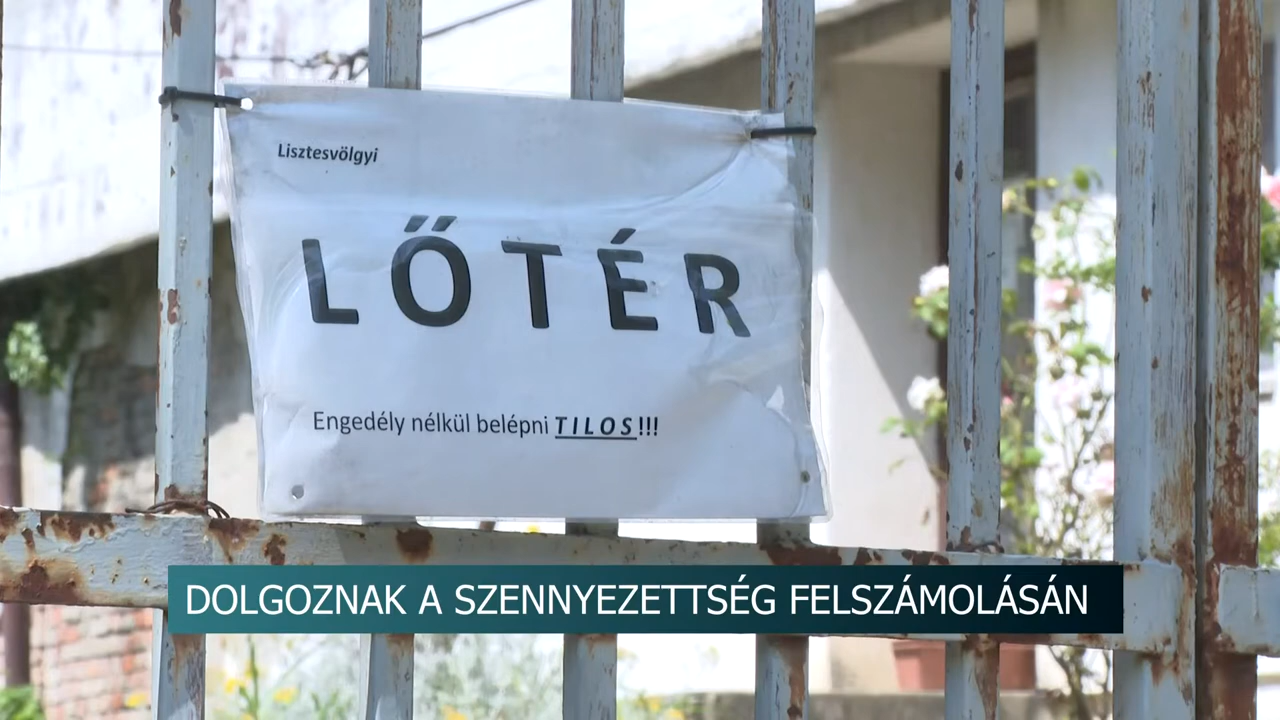 Lisztesvölgyi
LŐTÉR
Engedély nélkül belépni TILOS!!!
DOLGOZNAK A SZENNYEZETTSÉG FELSZÁMOLÁSÁN